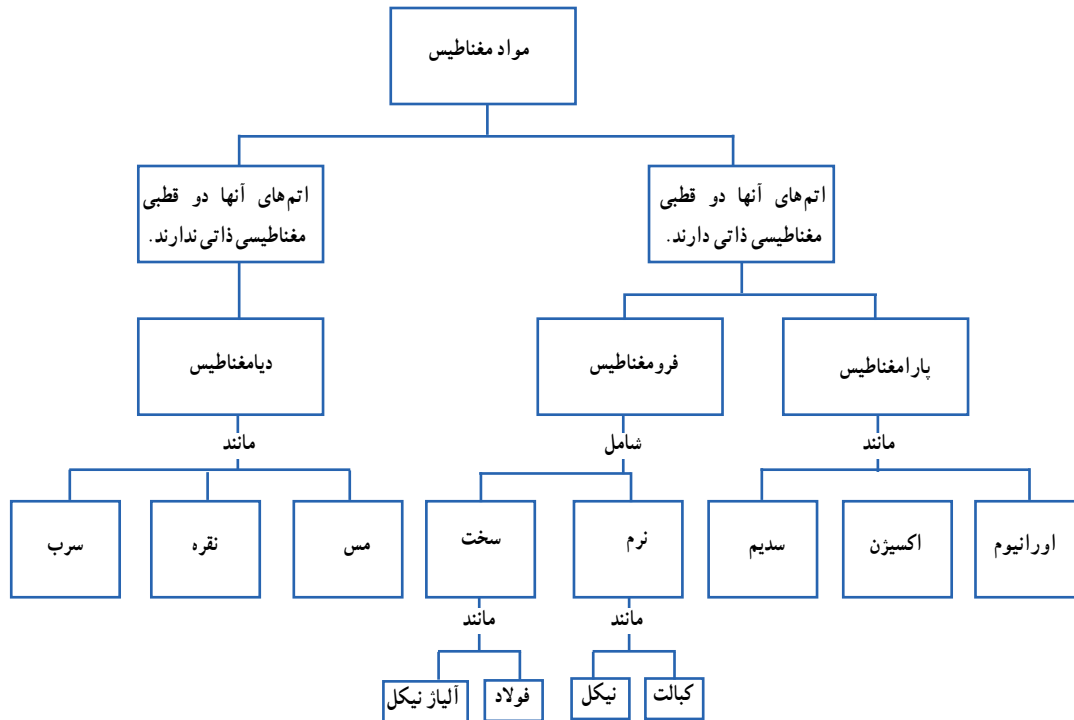 مواد مغناطیس
اتم‌های آنها دو قطبی
مغناطیسی ذاتی دارند.
اتم‌های آنها دو قطبی
مغناطیسی ذاتی ندارند.
پارامغناطیس
فرومغناطیس
دیامغناطیس
مانند
شامل
مانند
اورانیوم
اکسیژن
سدیم
نرم
سخت
مس
نقره
سرب
مانند
مانند
کبالت
نیکل
فولاد
آلیاژ نیکل